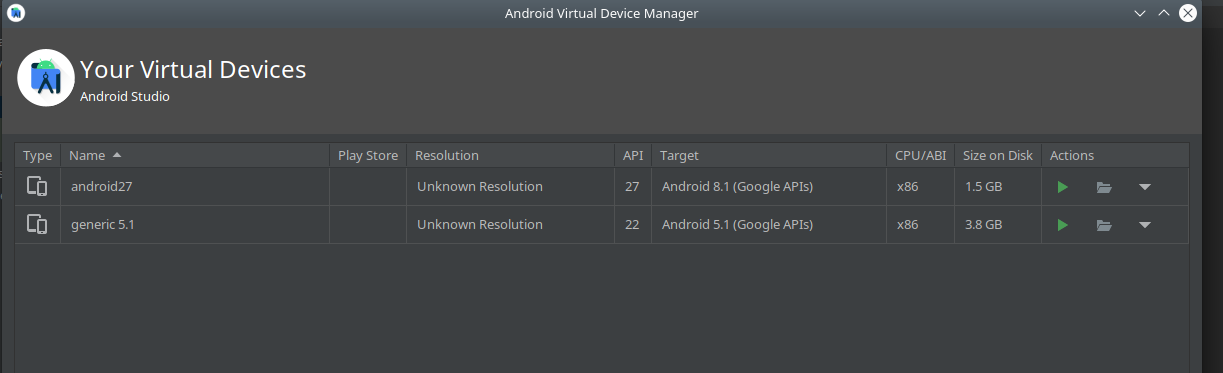 Android Virtual Device Manager
Your Virtual Devices
Android Studio
Type Name Play Store Resolution API Target CPU/ABI Size on Disk Actions
android27 Unknown Resolution 27 Android 8.1 (Google APIs) x86 1.5 GB
generic 5.1 Unknown Resolution 22 Android 5.1 (Google APIs) x86 3.8 GB